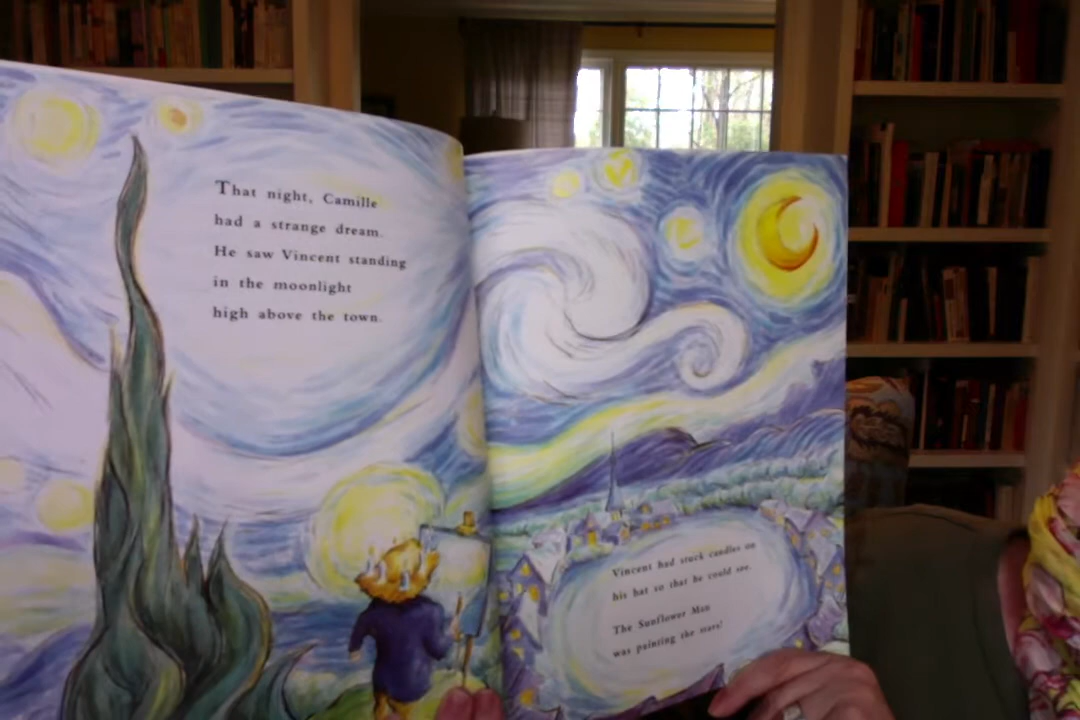 That night, Camille
had a strange dream.
He saw Vincent standing
in the moonlight
high above the town.
Vincent had stuck candles on
his hat so that he could see.
The Sunflower Man
was painting the stars!